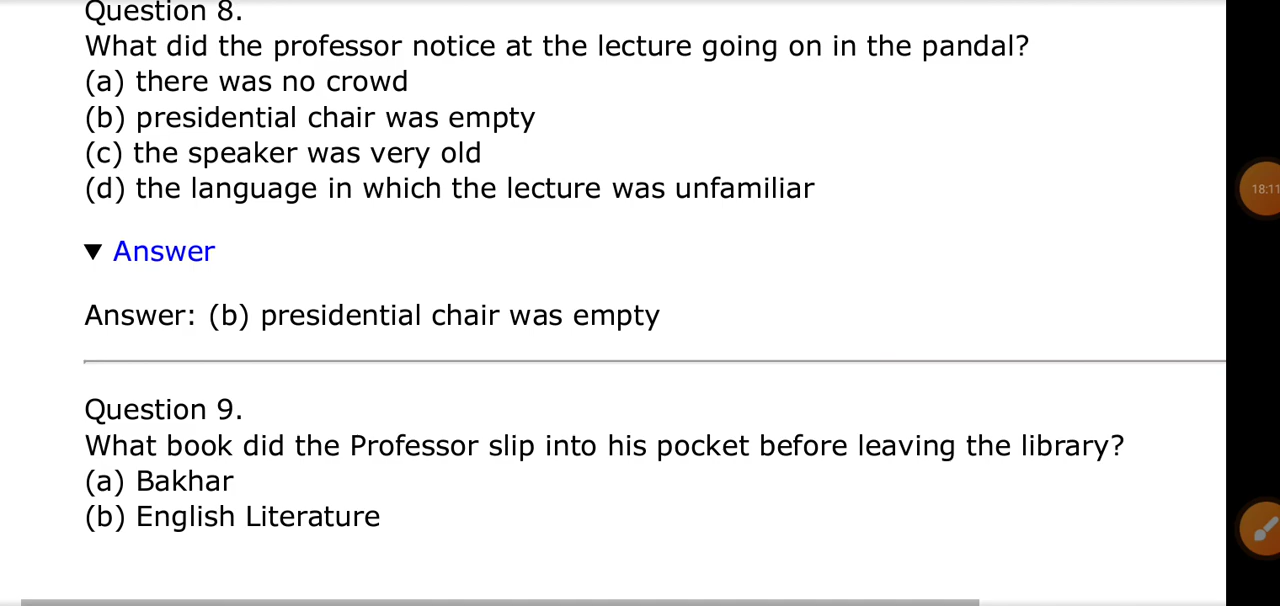 Question 8.
What did the professor notice at the lecture going on in the pandal?
(a) there was no crowd
(b) presidential chair was empty
(c) the speaker was very old
(d) the language in which the lecture was unfamiliar
▼ Answer
Answer: (b) presidential chair was empty
Question 9.
What book did the Professor slip into his pocket before leaving the library?
(a) Bakhar
(b) English Literature
18:11